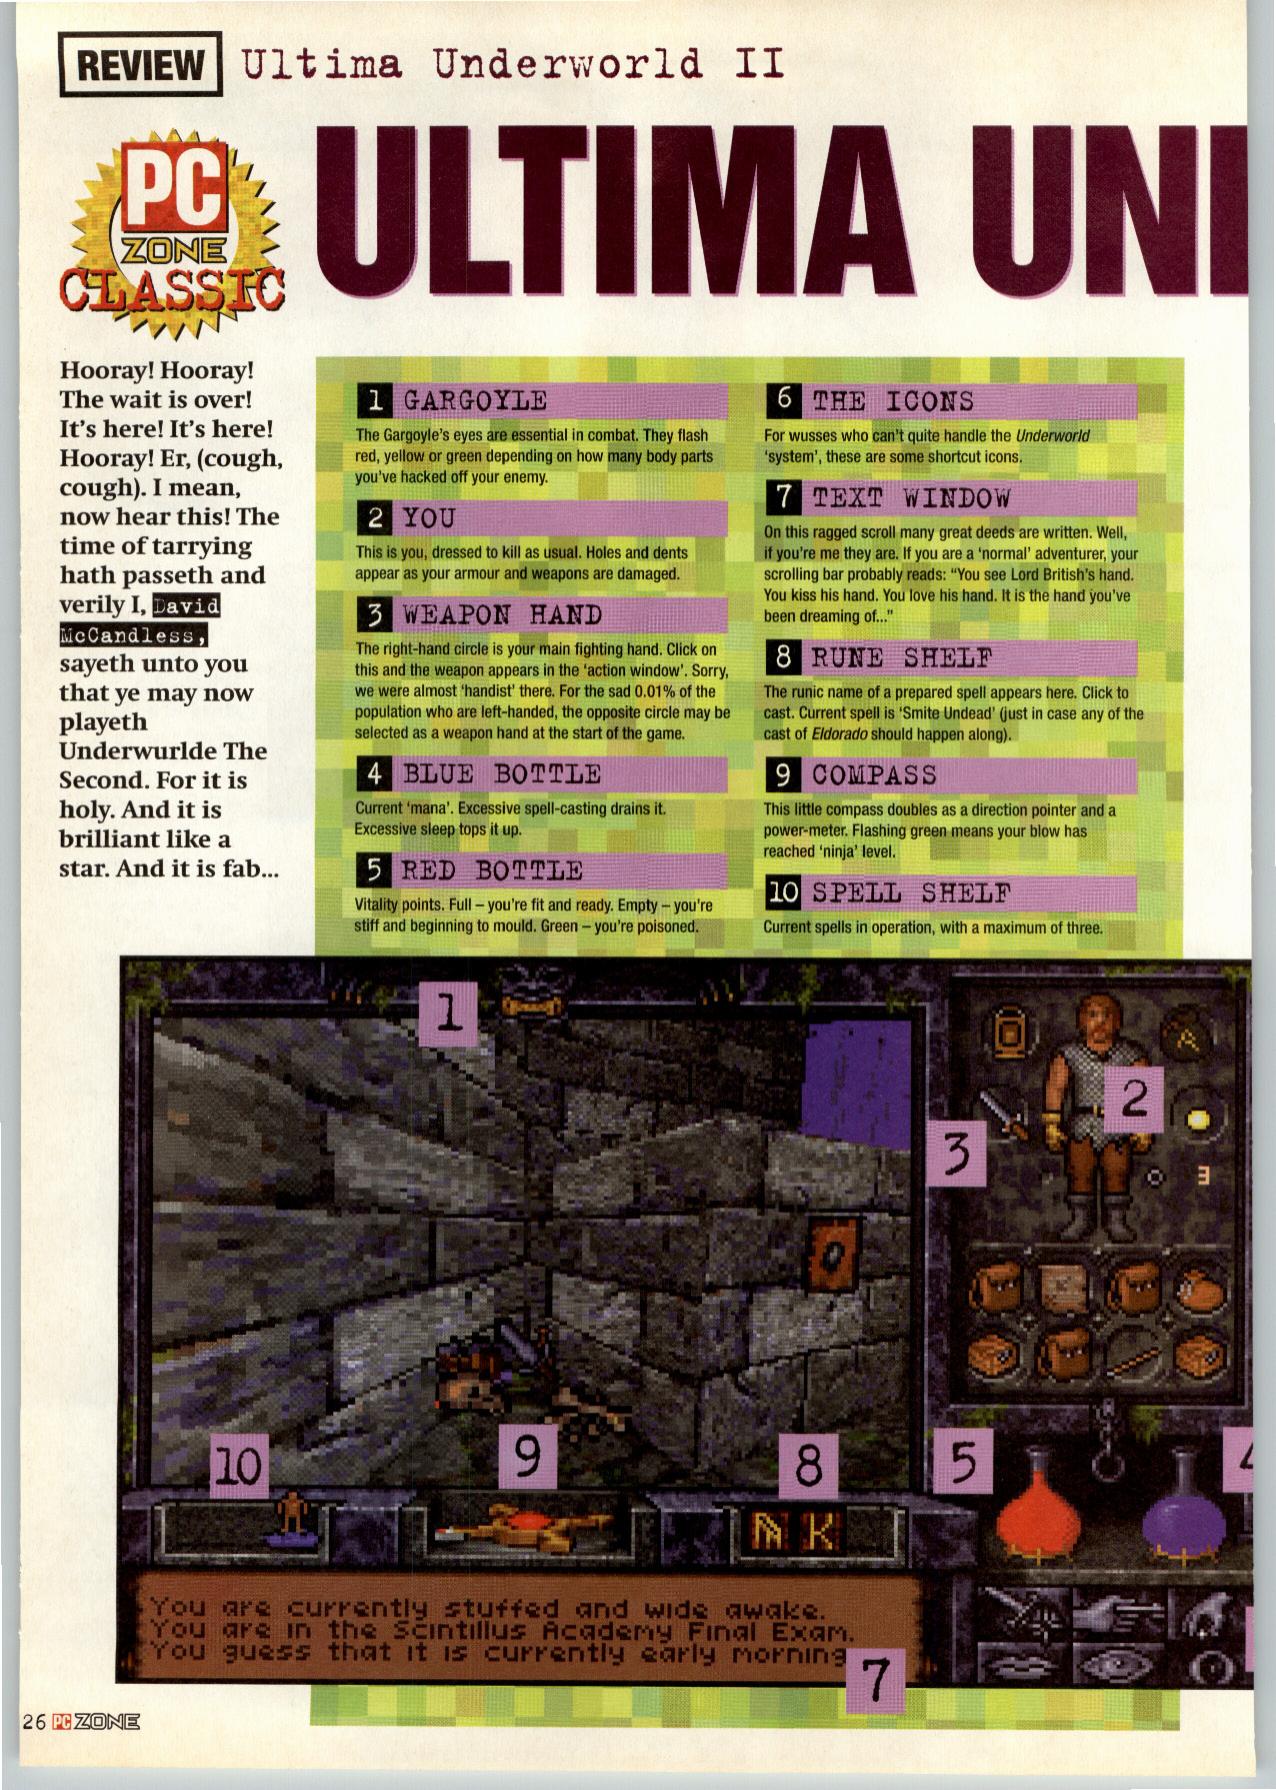 REVIEW Ultima Underworld II
PC
ZONE
CLASSIC
ULTIMA UN
Hooray! Hooray!
The wait is over!
It's here! It's here!
Hooray! Er, (cough,
cough). I mean,
now hear this! The
time of tarrying
hath passeth and
verily I, David
McCandless,
sayeth unto you
that ye may now
playeth
Underwurlde The
Second. For it is
holy. And it is
brilliant like a
star. And it is fab...
1 GARGOYLE
The Gargoyle's eyes are essential in combat. They flash
red, yellow or green depending on how many body parts
you've hacked off your enemy.
2 YOU
This is you, dressed to kill as usual. Holes and dents
appear as your armour and weapons are damaged.
3 WEAPON HAND
The right-hand circle is your main fighting hand. Click on
this and the weapon appears in the 'action window'. Sorry,
we were almost 'handist' there. For the sad 0.01% of the
population who are left-handed, the opposite circle may be
selected as a weapon hand at the start of the game.
4 BLUE BOTTLE
Current 'mana'. Excessive spell-casting drains it.
Excessive sleep tops it up.
5 RED BOTTLE
Vitality points. Full – you're fit and ready. Empty – you're
stiff and beginning to mould. Green – you're poisoned.
6 THE ICONS
For wusses who can't quite handle the Underworld
'system', these are some shortcut icons.
7 TEXT WINDOW
On this ragged scroll many great deeds are written. Well,
if you're me they are. If you are a 'normal' adventurer, your
scrolling bar probably reads: "You see Lord British's hand.
You kiss his hand. You love his hand. It is the hand you've
been dreaming of..."
8 RUNE SHELF
The runic name of a prepared spell appears here. Click to
cast. Current spell is 'Smite Undead' (just in case any of the
cast of Eldorado should happen along).
9 COMPASS
This little compass doubles as a direction pointer and a
power-meter. Flashing green means your blow has
reached 'ninja' level.
10 SPELL SHELF
Current spells in operation, with a maximum of three.
1
2
3
3
10
9
8
5
4
You are currently stuffed and wide awake.
You are in the Scintillus Academy Final Exam.
You guess that it is currently early morning
7
26 PC ZONE